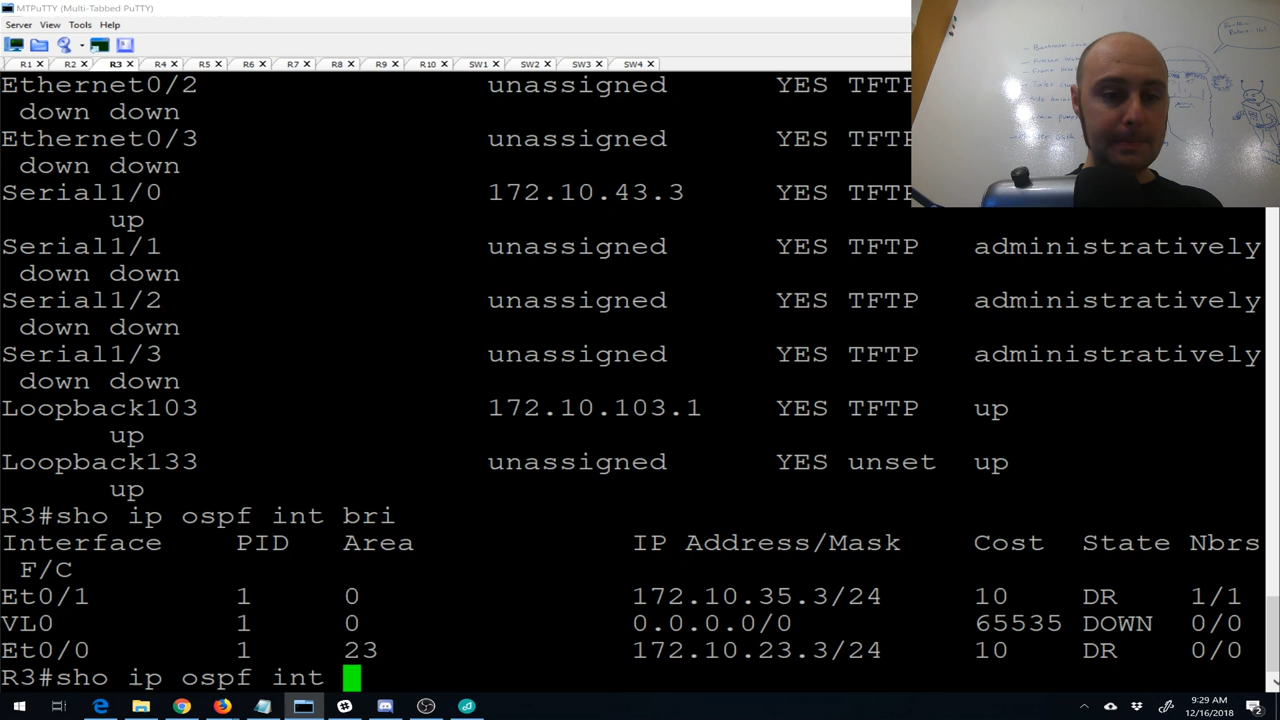 MTPuTTY (Multi-Tabbed PuTTY)
Server View Tools Help
R1 R2 R3 R4 R5 R6 R7 R8 R9 R10 SW1 SW2 SW3 SW4
Ethernet0/2 unassigned YES TFTP
down down
Ethernet0/3 unassigned YES TFTP
down down
Serial1/0 172.10.43.3 YES TFTP
up
Serial1/1 unassigned YES TFTP administratively
down down
Serial1/2 unassigned YES TFTP administratively
down down
Serial1/3 unassigned YES TFTP administratively
down down
Loopback103 172.10.103.1 YES TFTP up
up
Loopback133 unassigned YES unset up
up
R3#sho ip ospf int bri
Interface PID Area IP Address/Mask Cost State Nbrs
F/C
Et0/1 1 0 172.10.35.3/24 10 DR 1/1
VL0 1 0 0.0.0.0/0 65535 DOWN 0/0
Et0/0 1 23 172.10.23.3/24 10 DR 0/0
R3#sho ip ospf int
9:29 AM
12/16/2018
2